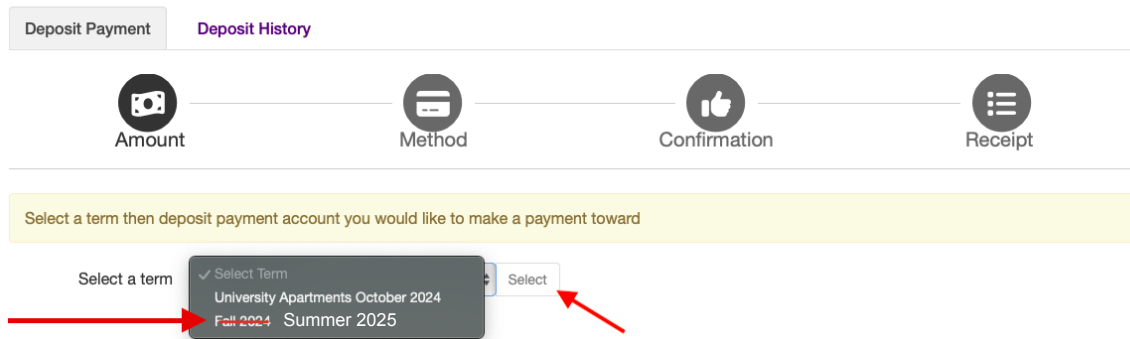 Deposit Payment Deposit History
Amount Method Confirmation Receipt
Select a term then deposit payment account you would like to make a payment toward
Select a term ✓ Select Term Select
University Apartments October 2024
Fall 2024 Summer 2025